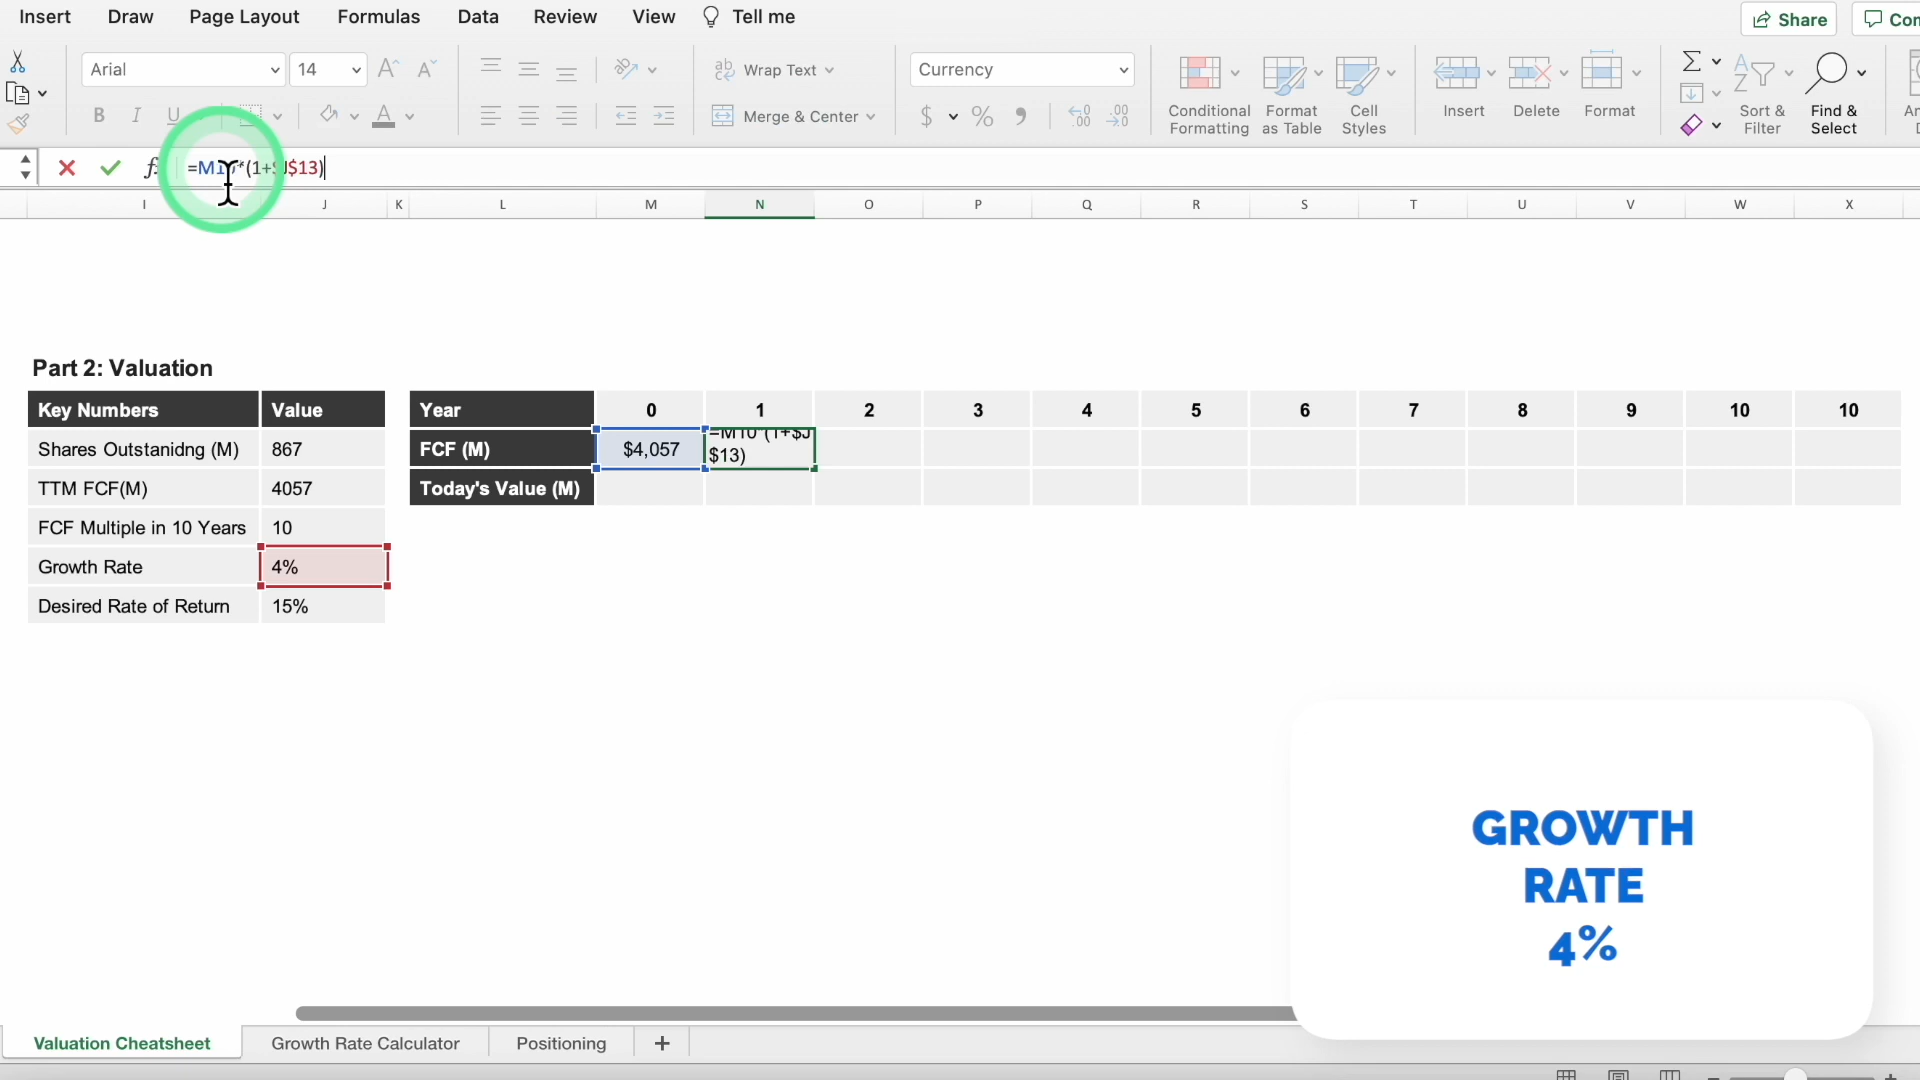 Insert Draw Page Layout Formulas Data Review View Tell me Share
Arial 14 Wrap Text Currency
B I U Merge & Center $ % Conditional Formatting Format as Table Cell Styles Insert Delete Format Sort & Filter Find & Select
=M10*(1+$J$13)
I J K L M N O P Q R S T U V W X
Part 2: Valuation
Key Numbers Value Year 0 1 2 3 4 5 6 7 8 9 10 10
Shares Outstanidng (M) 867 FCF (M) $4,057 =M10*(1+$J
$13)
TTM FCF(M) 4057 Today's Value (M)
FCF Multiple in 10 Years 10
Growth Rate 4%
Desired Rate of Return 15%
GROWTH
RATE
4%
Valuation Cheatsheet Growth Rate Calculator Positioning +